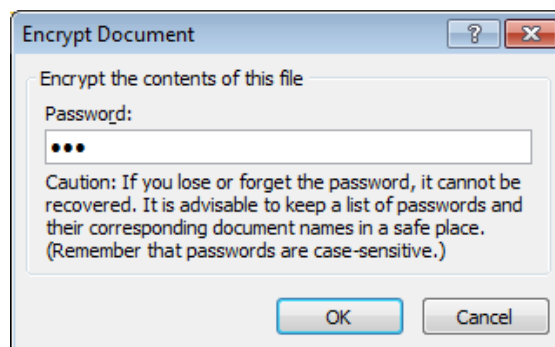 Encrypt Document
Encrypt the contents of this file
Password:
●●●
Caution: If you lose or forget the password, it cannot be
recovered. It is advisable to keep a list of passwords and
their corresponding document names in a safe place.
(Remember that passwords are case-sensitive.)
OK Cancel